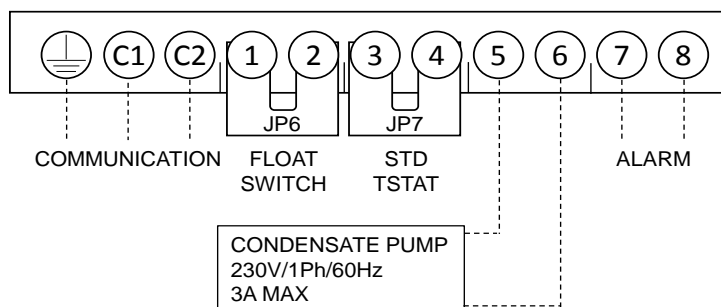 C1 C2 1 2 3 4 5 6 7 8
JP6 JP7
COMMUNICATION FLOAT STD ALARM
SWITCH TSTAT
CONDENSATE PUMP
230V/1Ph/60Hz
3A MAX